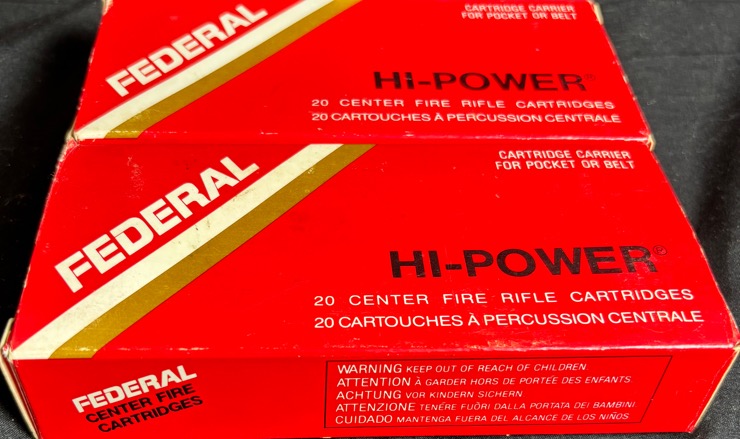 FEDERAL
CARTRIDGE CARRIER
FOR POCKET OR BELT
HI-POWER®
20 CENTER FIRE RIFLE CARTRIDGES
20 CARTOUCHES À PERCUSSION CENTRALE
FEDERAL
CARTRIDGE CARRIER
FOR POCKET OR BELT
HI-POWER®
20 CENTER FIRE RIFLE CARTRIDGES
20 CARTOUCHES À PERCUSSION CENTRALE
FEDERAL
CENTER FIRE
CARTRIDGES
WARNING KEEP OUT OF REACH OF CHILDREN.
ATTENTION À GARDER HORS DE PORTÉE DES ENFANTS.
ACHTUNG VOR KINDERN SICHERN
ATTENZIONE TENÉRE FUÒRI DALLA PORTATA DEI BAMBINI.
CUIDADO MANTENGA FUERA DEL ALCANCE DE LOS NIÑOS